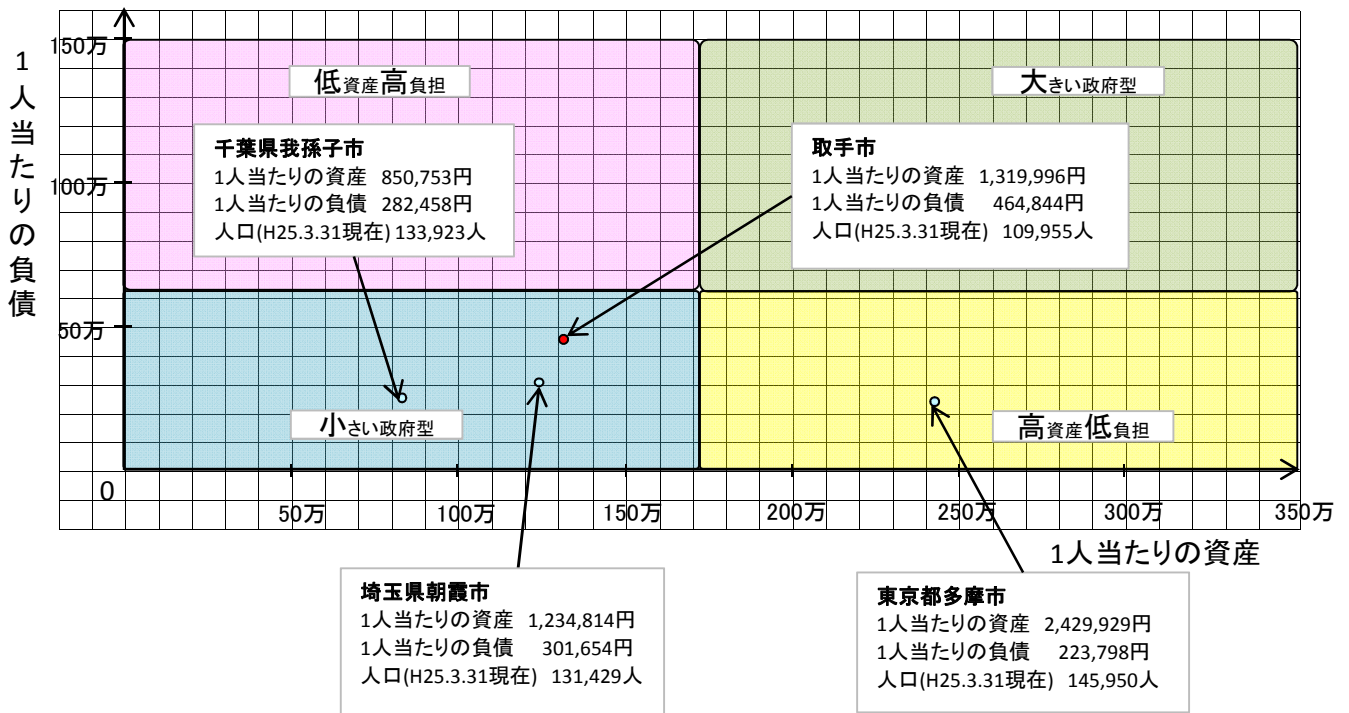 1人当たりの負債
150万
100万
50万
0
低資産高負担
大きい政府型
千葉県我孫子市
1人当たりの資産 850,753円
1人当たりの負債 282,458円
人口(H25.3.31現在) 133,923人
取手市
1人当たりの資産 1,319,996円
1人当たりの負債 464,844円
人口(H25.3.31現在) 109,955人
小さい政府型
高資産低負担
50万 100万 150万 200万 250万 300万 350万
1人当たりの資産
埼玉県朝霞市
1人当たりの資産 1,234,814円
1人当たりの負債 301,654円
人口(H25.3.31現在) 131,429人
東京都多摩市
1人当たりの資産 2,429,929円
1人当たりの負債 223,798円
人口(H25.3.31現在) 145,950人